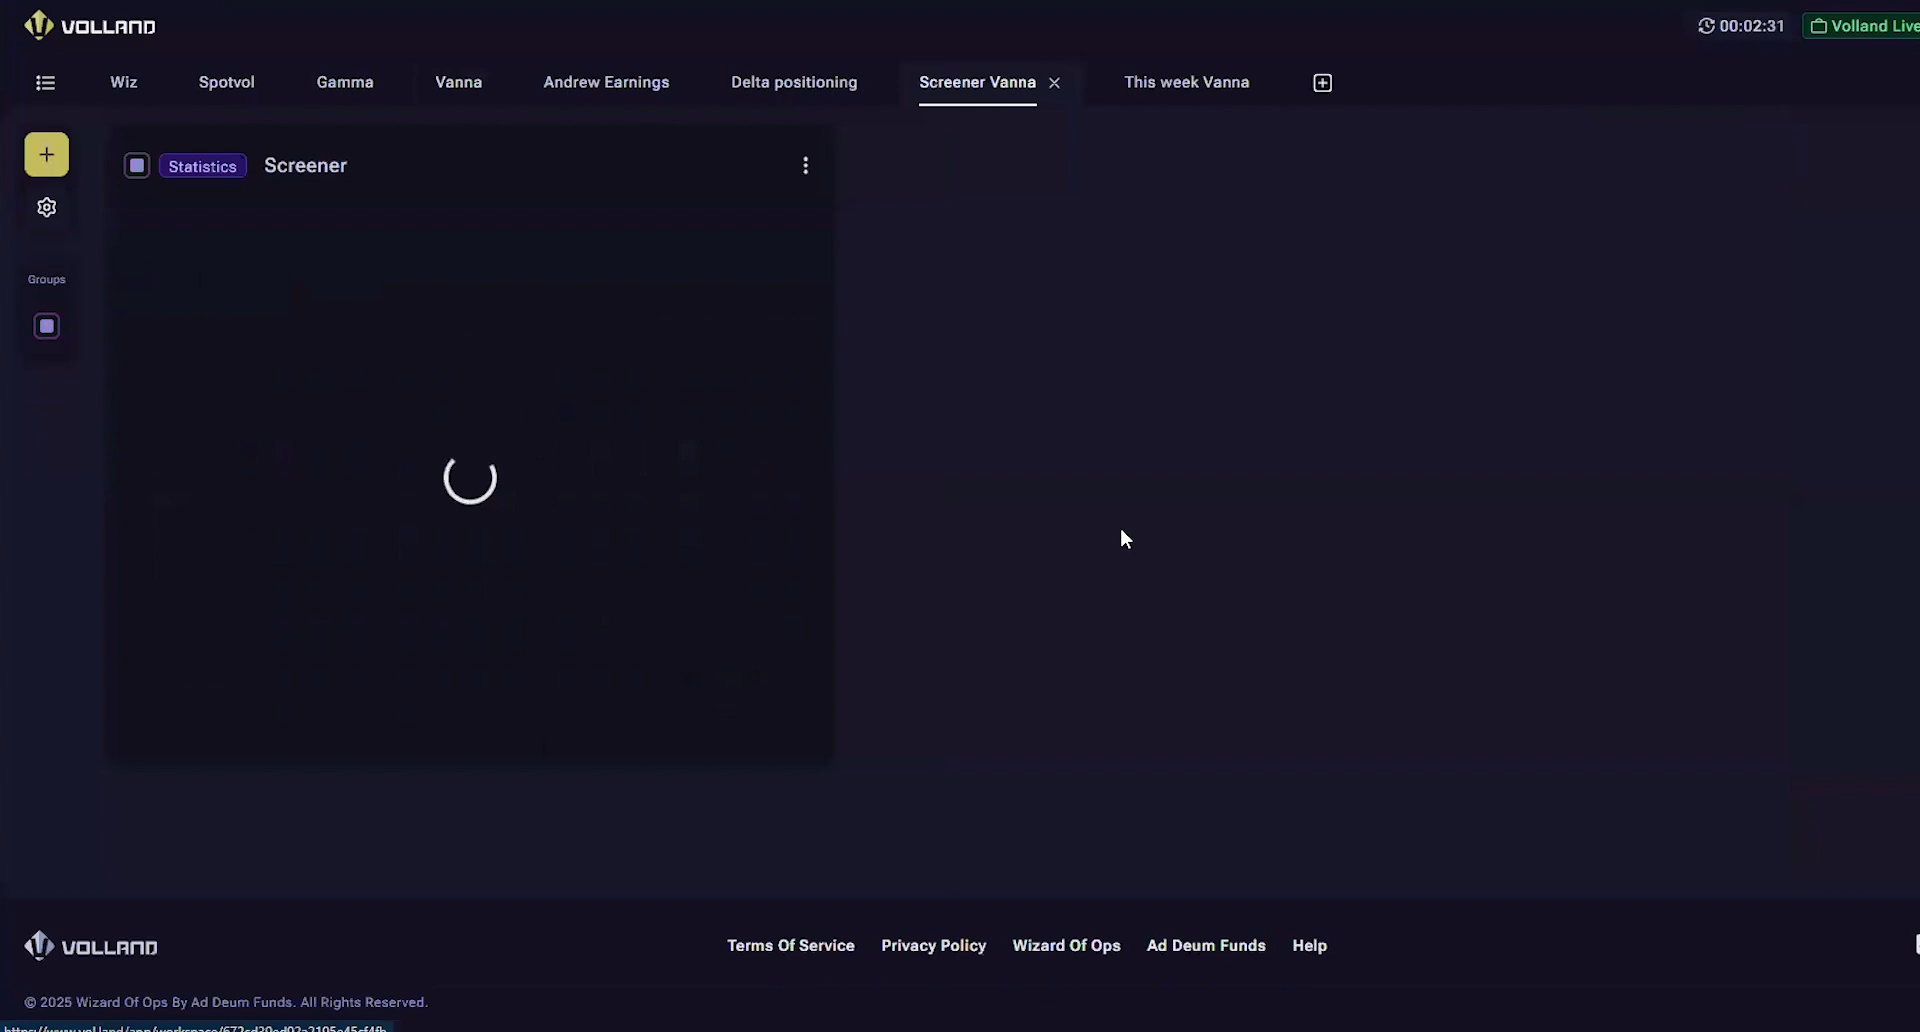 VOLLAND
00:02:31
Volland Live
Wiz
Spotvol
Gamma
Vanna
Andrew Earnings
Delta positioning
Screener Vanna
This week Vanna
Statistics
Screener
Groups
VOLLAND
Terms Of Service
Privacy Policy
Wizard Of Ops
Ad Deum Funds
Help
© 2025 Wizard Of Ops By Ad Deum Funds. All Rights Reserved.